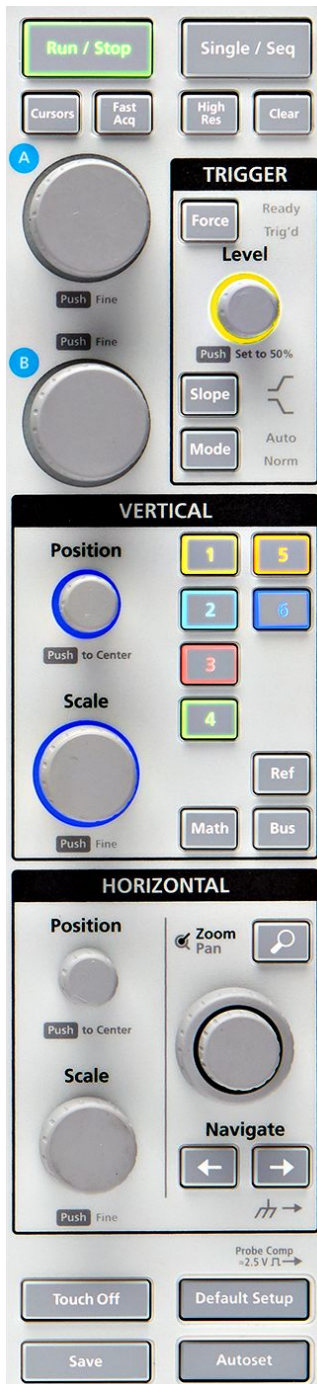 Run / Stop
Single / Seq
Cursors
Fast
Acq
High
Res
Clear
A
Push Fine
Push Fine
B
TRIGGER
Force
Ready
Trig'd
Level
Push Set to 50%
Slope
Mode
Auto
Norm
VERTICAL
Position
Push to Center
Scale
Push Fine
1
5
2
6
3
4
Ref
Math
Bus
HORIZONTAL
Position
Push to Center
Scale
Push Fine
Zoom
Pan
Navigate
Probe Comp
≈2.5 V
Touch Off
Default Setup
Save
Autoset